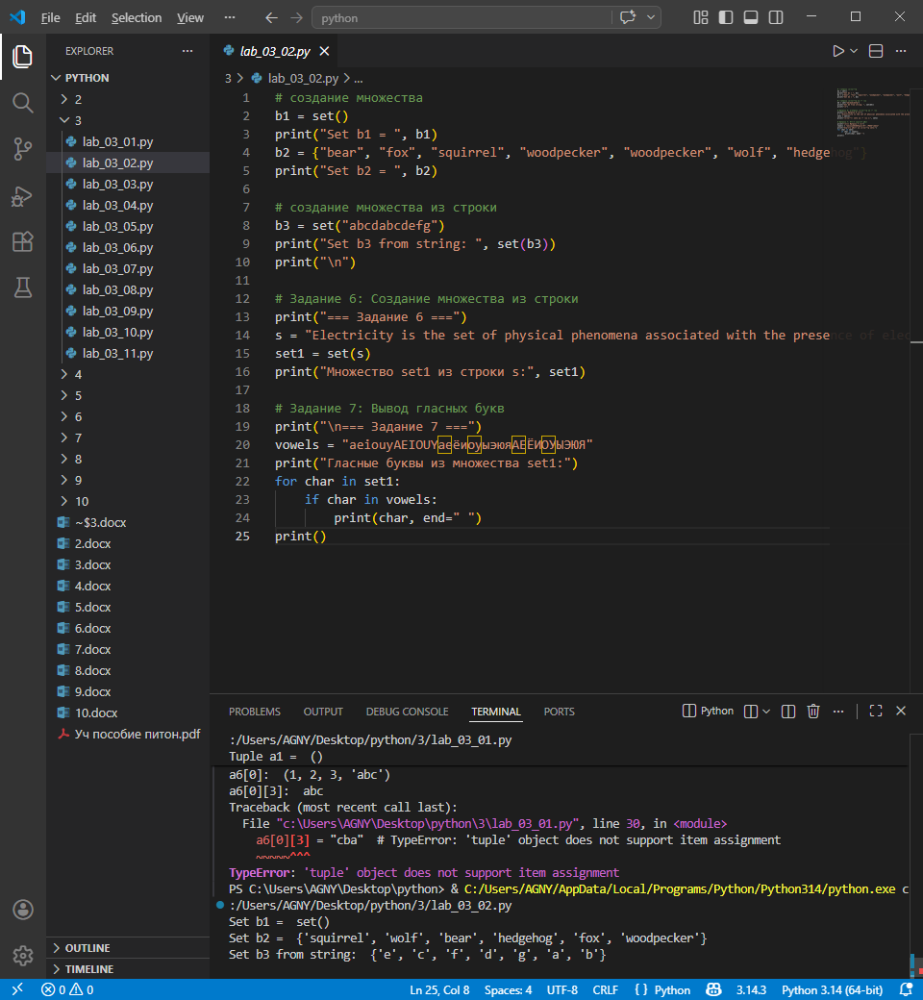 File Edit Selection View ··· python
EXPLORER ···
PYTHON
2
3
lab_03_01.py
lab_03_02.py
lab_03_03.py
lab_03_04.py
lab_03_05.py
lab_03_06.py
lab_03_07.py
lab_03_08.py
lab_03_09.py
lab_03_10.py
lab_03_11.py
4
5
6
7
8
9
10
~$3.docx
2.docx
3.docx
4.docx
5.docx
6.docx
7.docx
8.docx
9.docx
10.docx
Уч пособие питон.pdf
OUTLINE
TIMELINE
lab_03_02.py
3 > lab_03_02.py > ...
1 # создание множества
2 b1 = set()
3 print("Set b1 = ", b1)
4 b2 = {"bear", "fox", "squirrel", "woodpecker", "woodpecker", "wolf", "hedgehog"}
5 print("Set b2 = ", b2)
6
7 # создание множества из строки
8 b3 = set("abcdabcdefg")
9 print("Set b3 from string: ", set(b3))
10 print("\n")
11
12 # Задание 6: Создание множества из строки
13 print("=== Задание 6 ===")
14 s = "Electricity is the set of physical phenomena associated with the presence of elec
15 set1 = set(s)
16 print("Множество set1 из строки s:", set1)
17
18 # Задание 7: Вывод гласных букв
19 print("\n=== Задание 7 ===")
20 vowels = "aeiouyAEIOUYаеёиоуыэюяАЕЁИОУЫЭЮЯ"
21 print("Гласные буквы из множества set1:")
22 for char in set1:
23 if char in vowels:
24 print(char, end=" ")
25 print()
PROBLEMS OUTPUT DEBUG CONSOLE TERMINAL PORTS Python ···
:/Users/AGNY/Desktop/python/3/lab_03_01.py
Tuple a1 =  ()
a6[0]:  (1, 2, 3, 'abc')
a6[0][3]:  abc
Traceback (most recent call last):
File "c:\Users\AGNY\Desktop\python\3\lab_03_01.py", line 30, in <module>
a6[0][3] = "cba"  # TypeError: 'tuple' object does not support item assignment
~~~~~^^^
TypeError: 'tuple' object does not support item assignment
PS C:\Users\AGNY\Desktop\python> & C:/Users/AGNY/AppData/Local/Programs/Python/Python314/python.exe c
:/Users/AGNY/Desktop/python/3/lab_03_02.py
Set b1 =  set()
Set b2 =  {'squirrel', 'wolf', 'bear', 'hedgehog', 'fox', 'woodpecker'}
Set b3 from string:  {'e', 'c', 'f', 'd', 'g', 'a', 'b'}
0 0 Ln 25, Col 8 Spaces: 4 UTF-8 CRLF { } Python 3.14.3 Python 3.14 (64-bit)